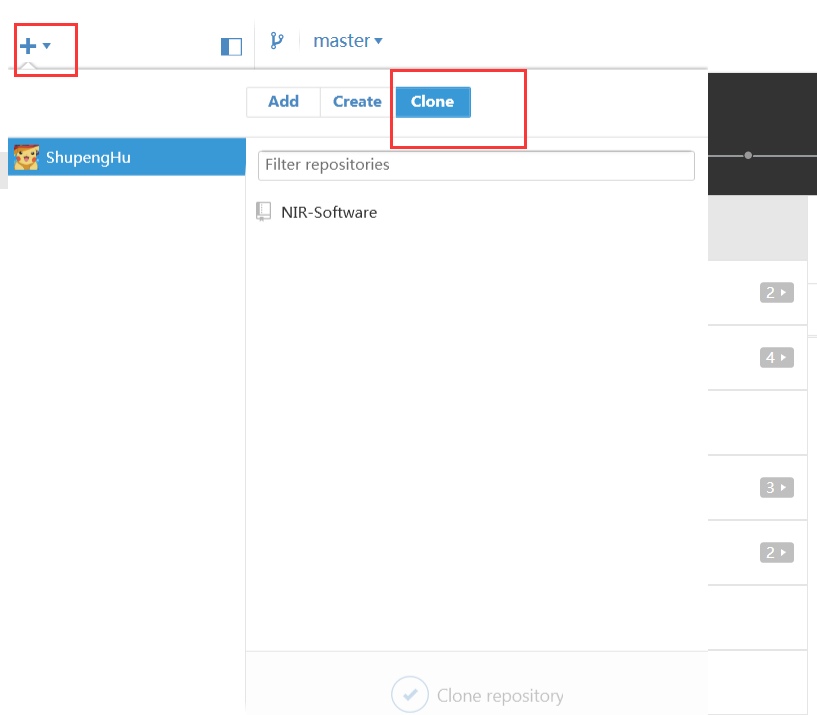 master
Add Create Clone
ShupengHu
Filter repositories
NIR-Software
2
4
3
2
Clone repository